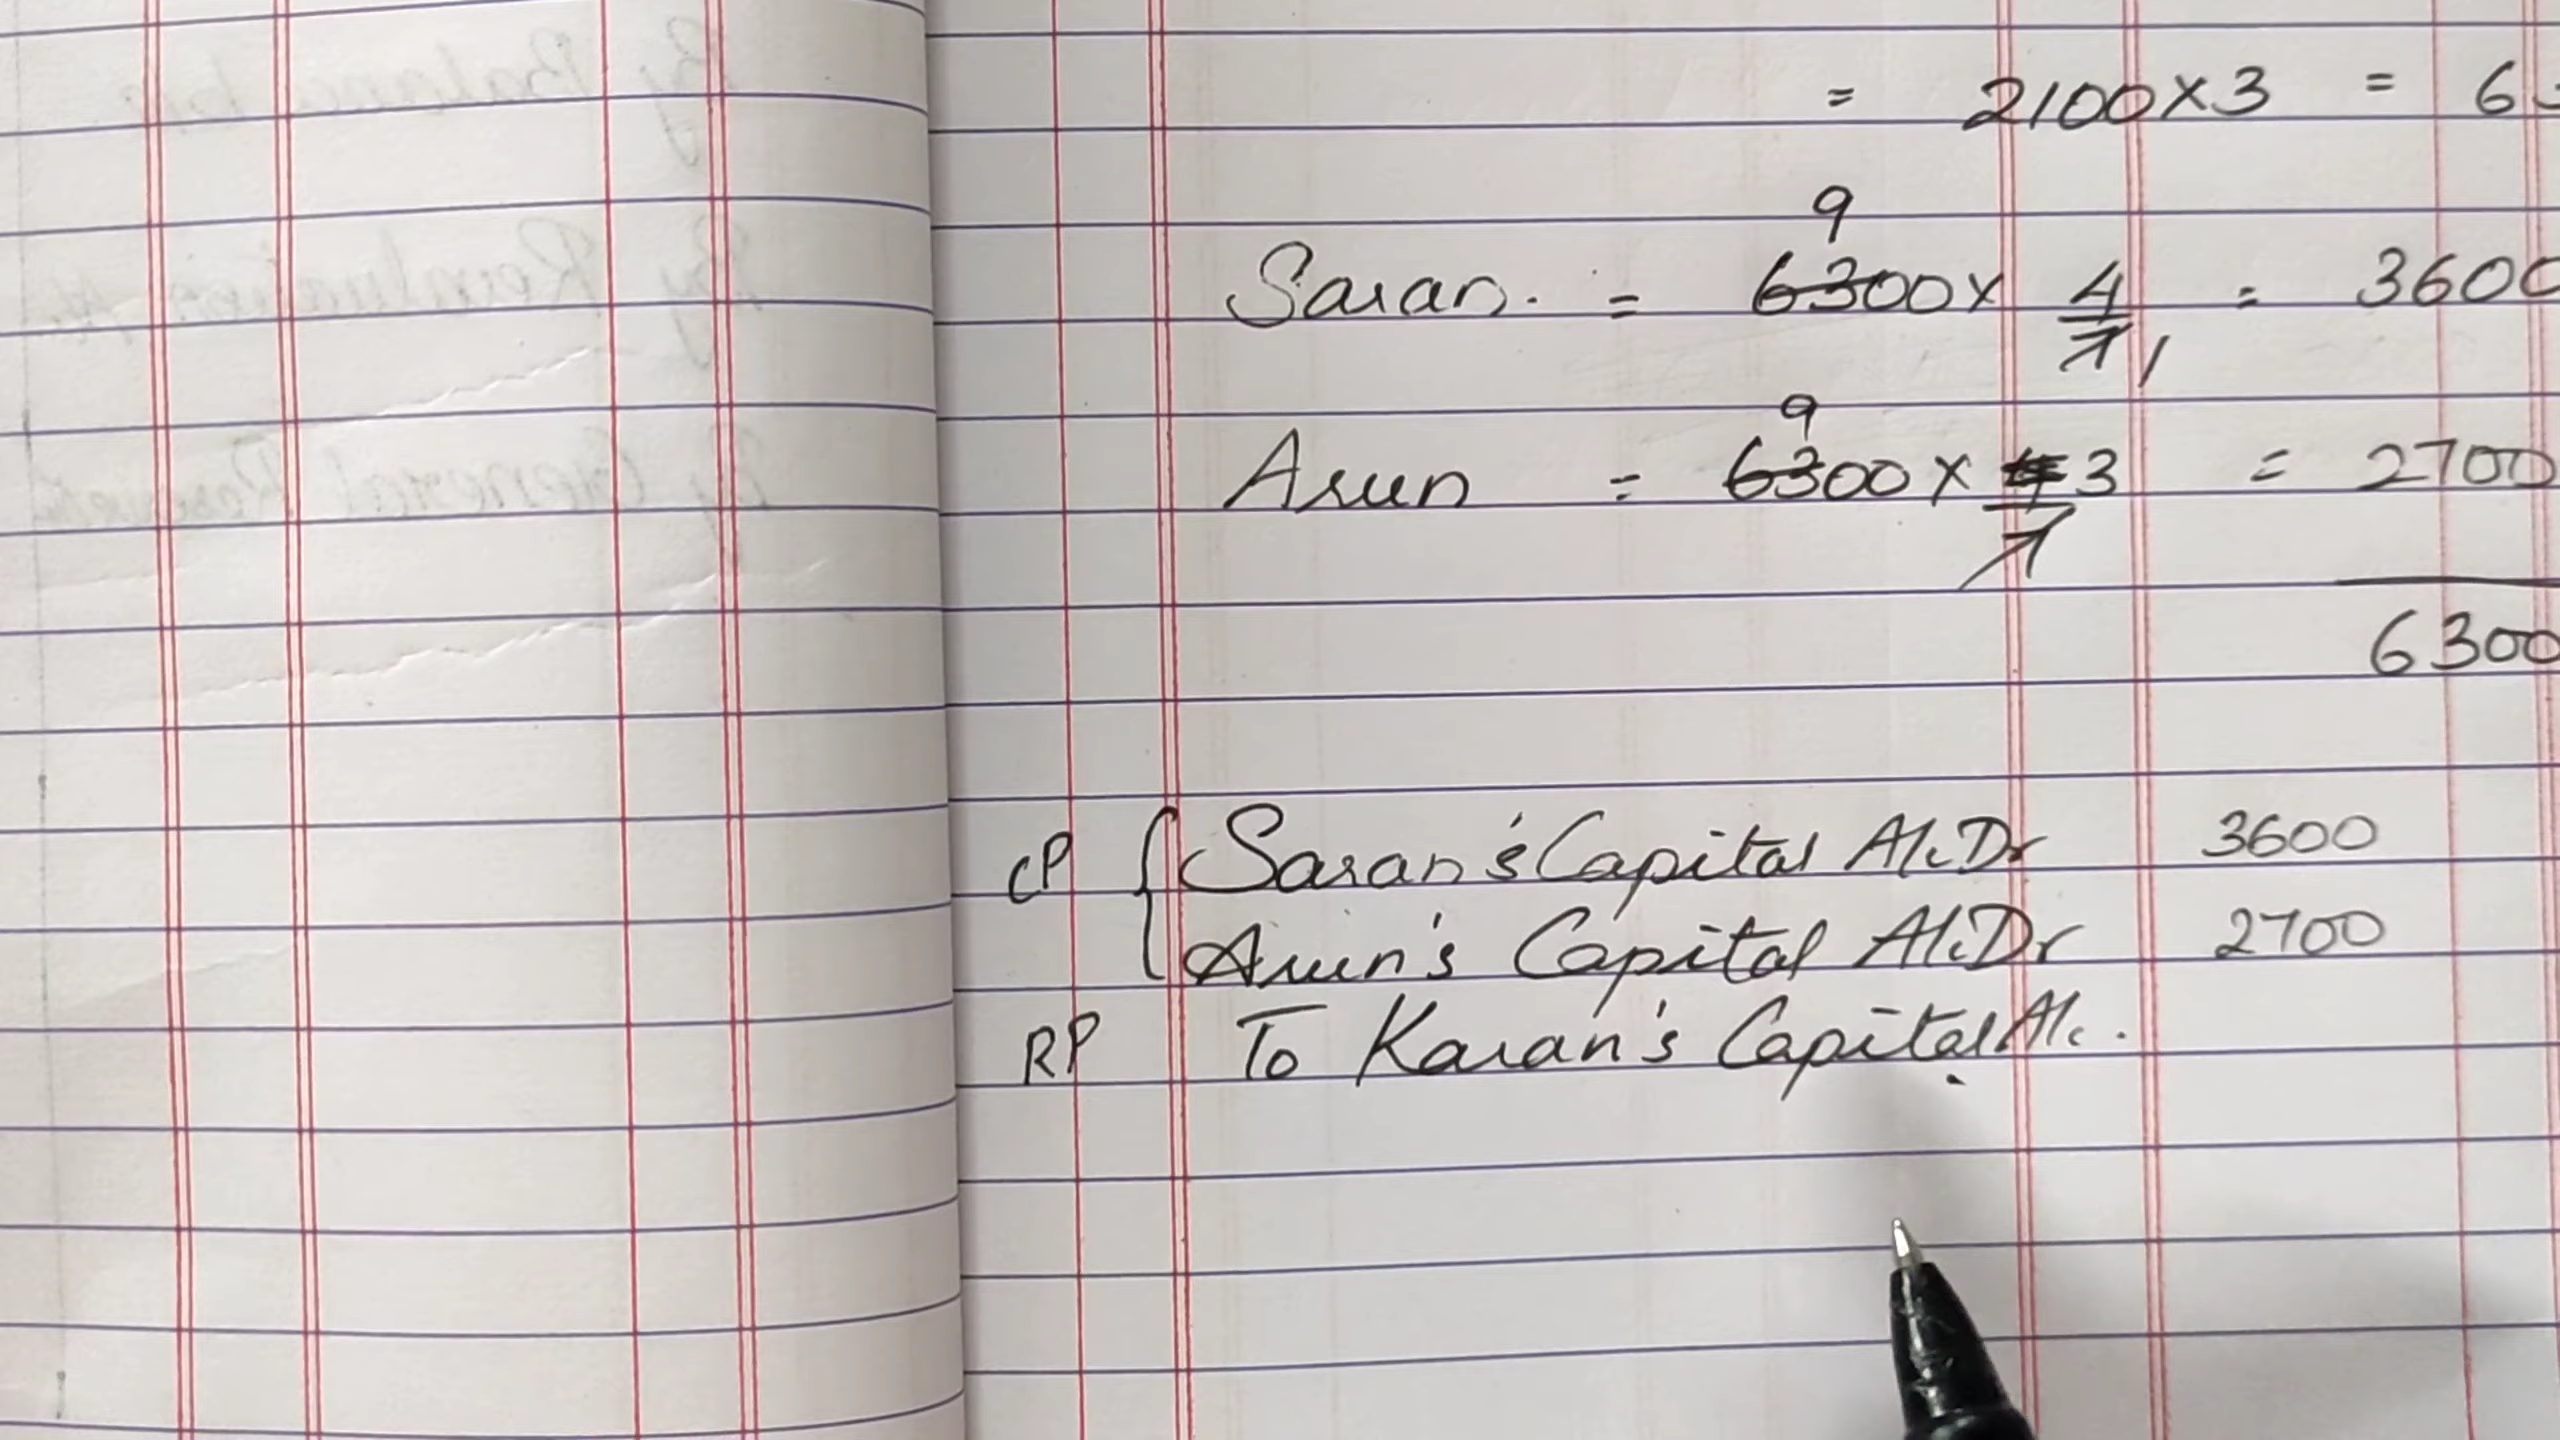 = 2100 x 3 = 6
9
Saran. = 6300 x 4/7 1 = 3600
9
Arun = 6300 x 3/7 = 2700
6300
CP { Saran's Capital A/c Dr 3600
Arun's Capital A/c Dr 2700
RP To Karan's Capital A/c.